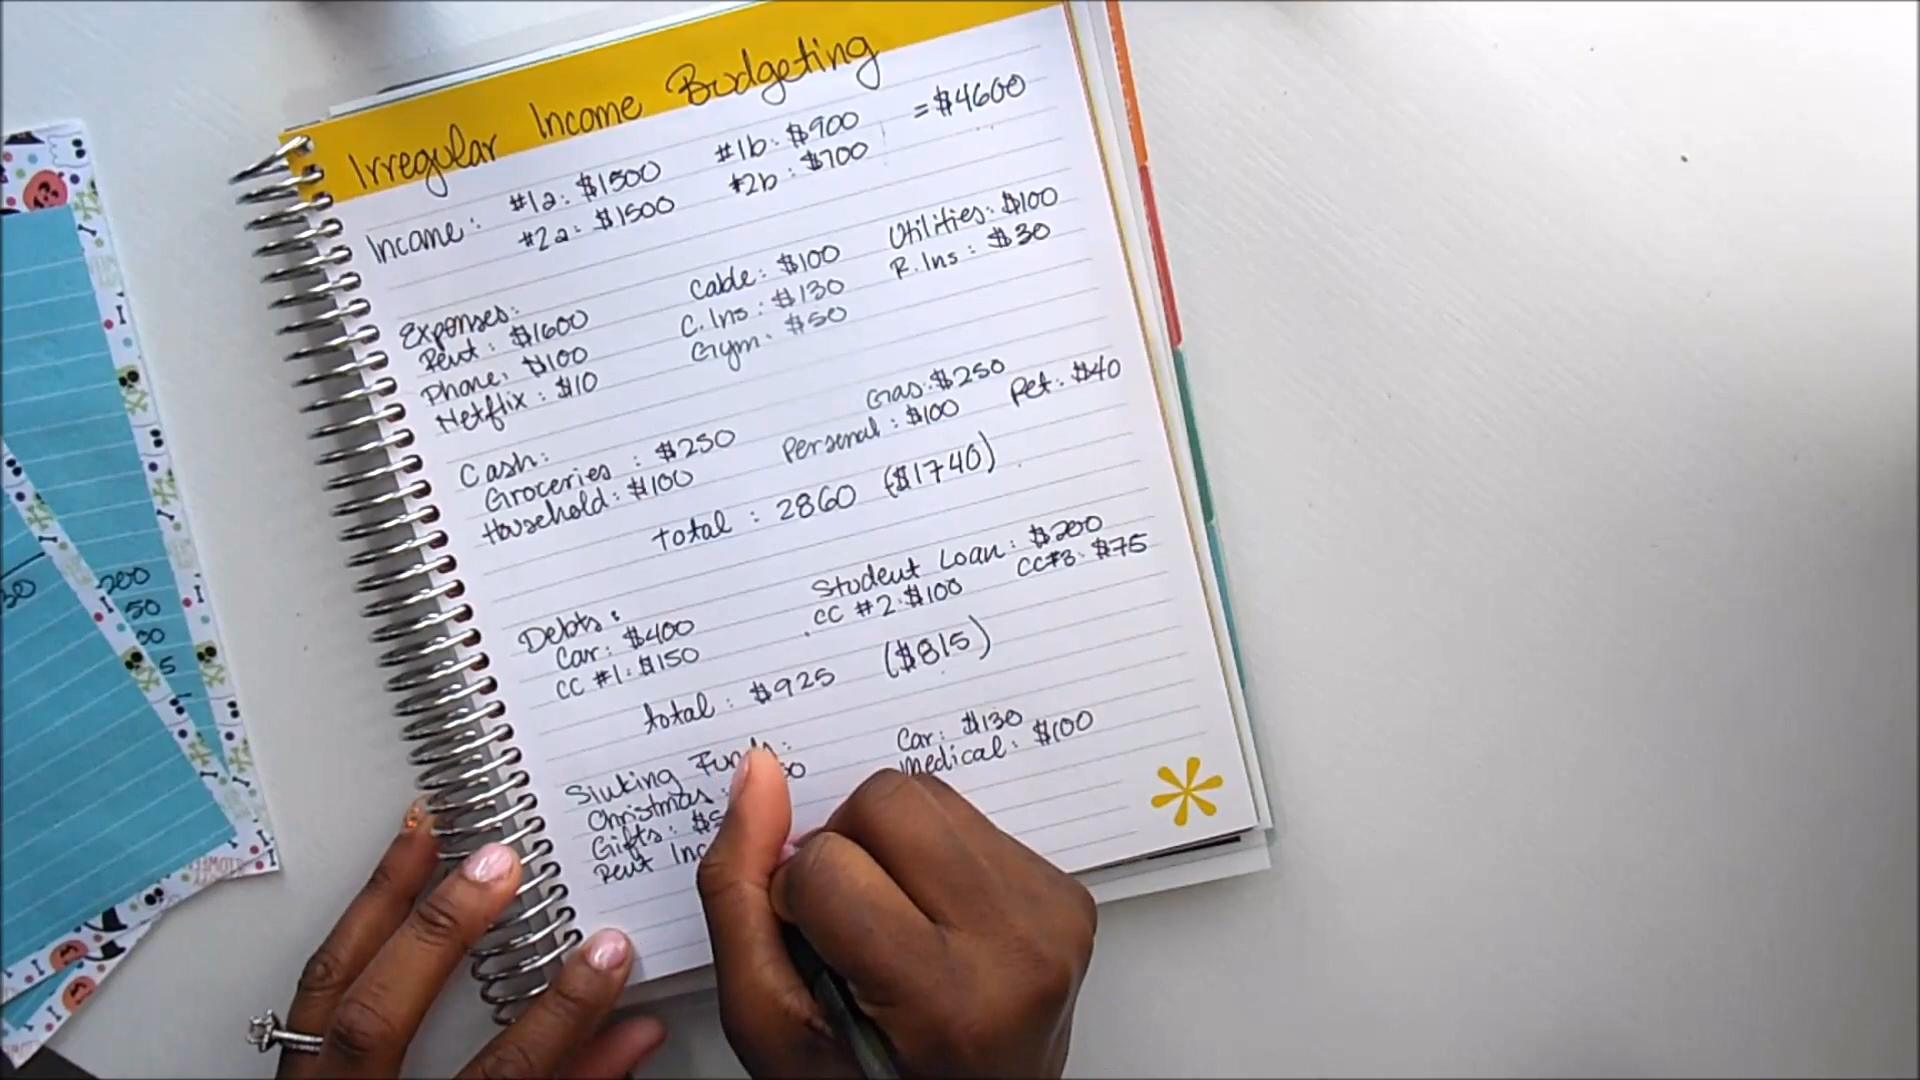 Irregular Income Budgeting
Income: #1a: $1500 #1b: $900 = $4600
#2a: $1500 #2b: $700
Expenses:
Rent: $1600 Cable: $100 Utilities: $100
Phone: $100 C. Ins: $130 R. Ins: $30
Netflix: $10 Gym: $50
Cash:
Groceries: $250 Gas: $250
Household: $100 Personal: $100 Pet: $40
total: 2860 ($1740)
Debts:
Car: $400 Student Loan: $200
CC #1: $150 CC #2: $100 CC#3: $75
total: $925 ($815)
Sinking
Christmas: Car: $130
Gifts: Medical: $100
Rent
200
50